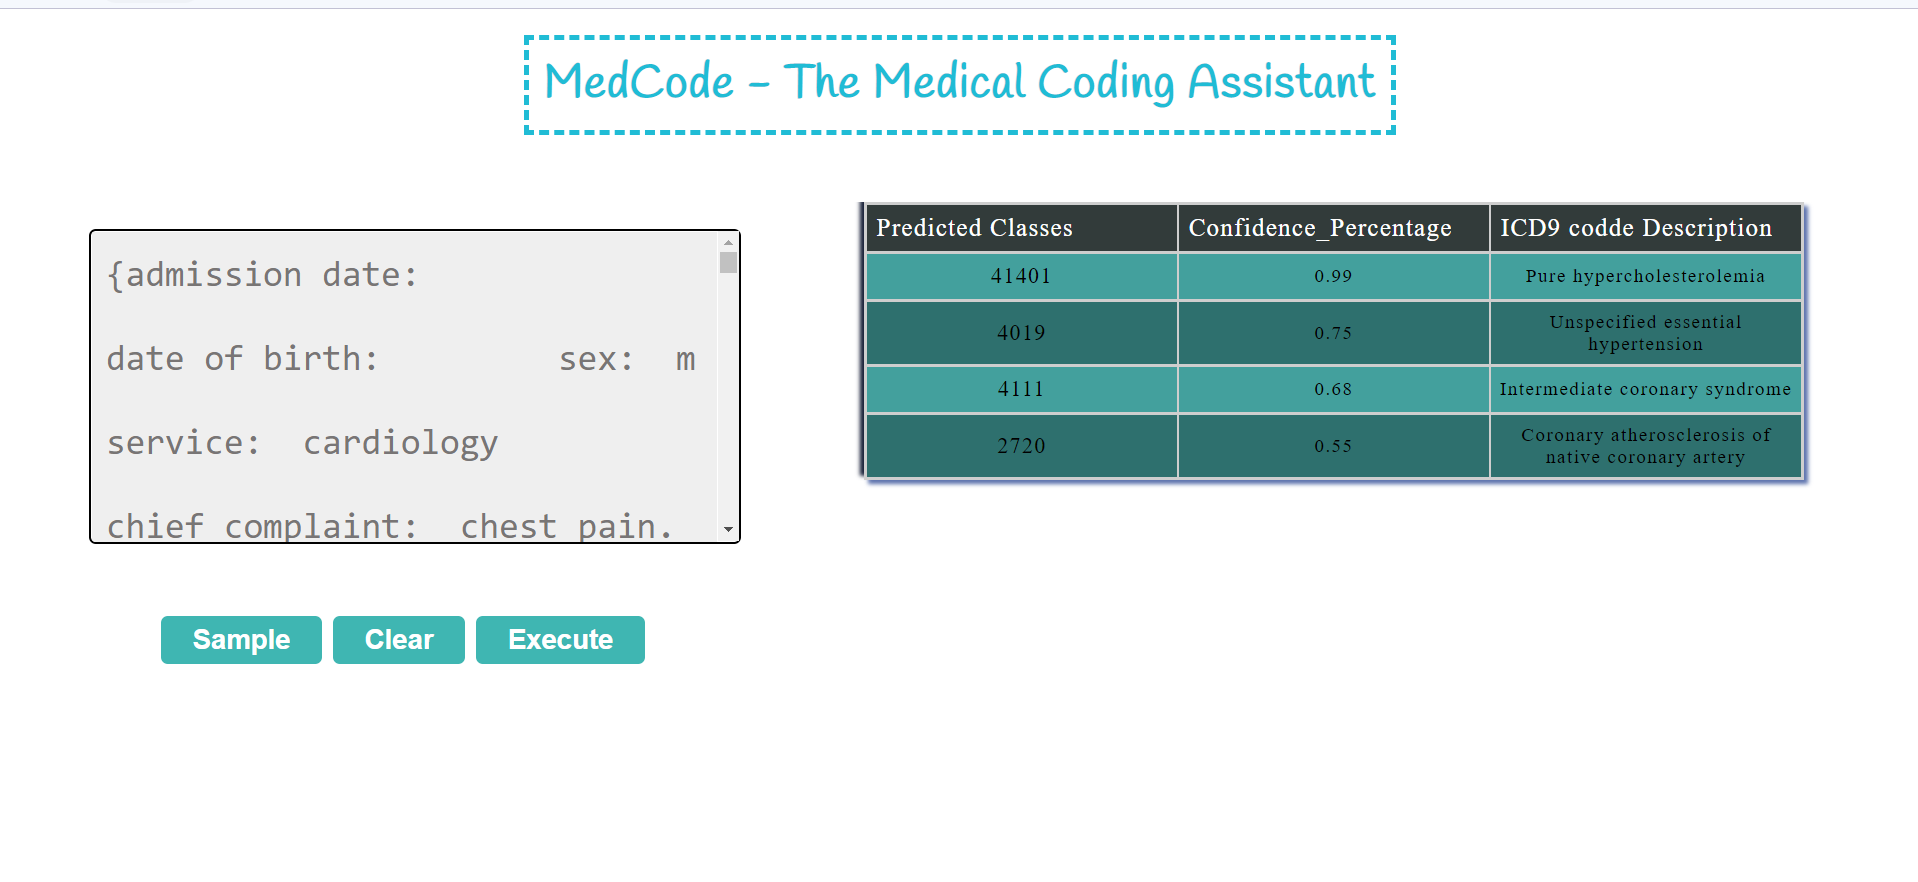 MedCode - The Medical Coding Assistant
{admission date:
date of birth: sex: m
service: cardiology
chief complaint: chest pain.
Sample Clear Execute
Predicted Classes Confidence_Percentage ICD9 codde Description
41401 0.99 Pure hypercholesterolemia
4019 0.75 Unspecified essential
hypertension
4111 0.68 Intermediate coronary syndrome
2720 0.55 Coronary atherosclerosis of
native coronary artery